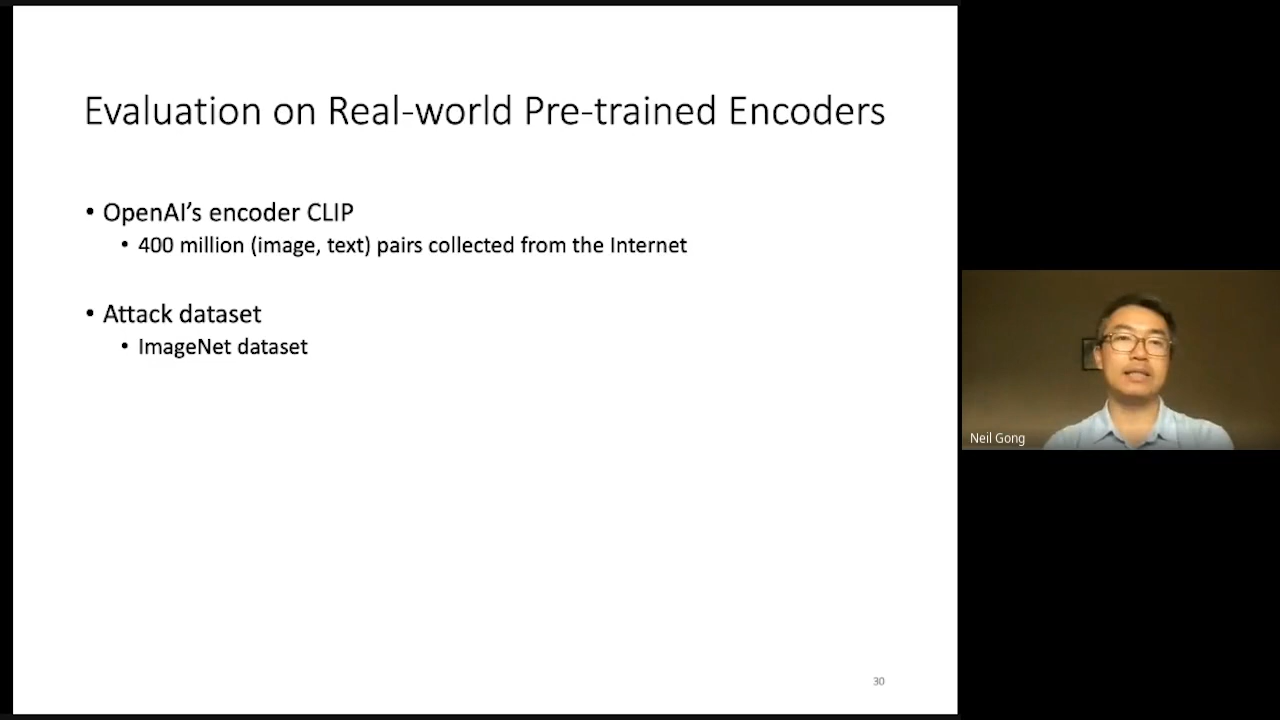 Evaluation on Real-world Pre-trained Encoders
• OpenAI’s encoder CLIP
• 400 million (image, text) pairs collected from the Internet
• Attack dataset
• ImageNet dataset
Neil Gong
30